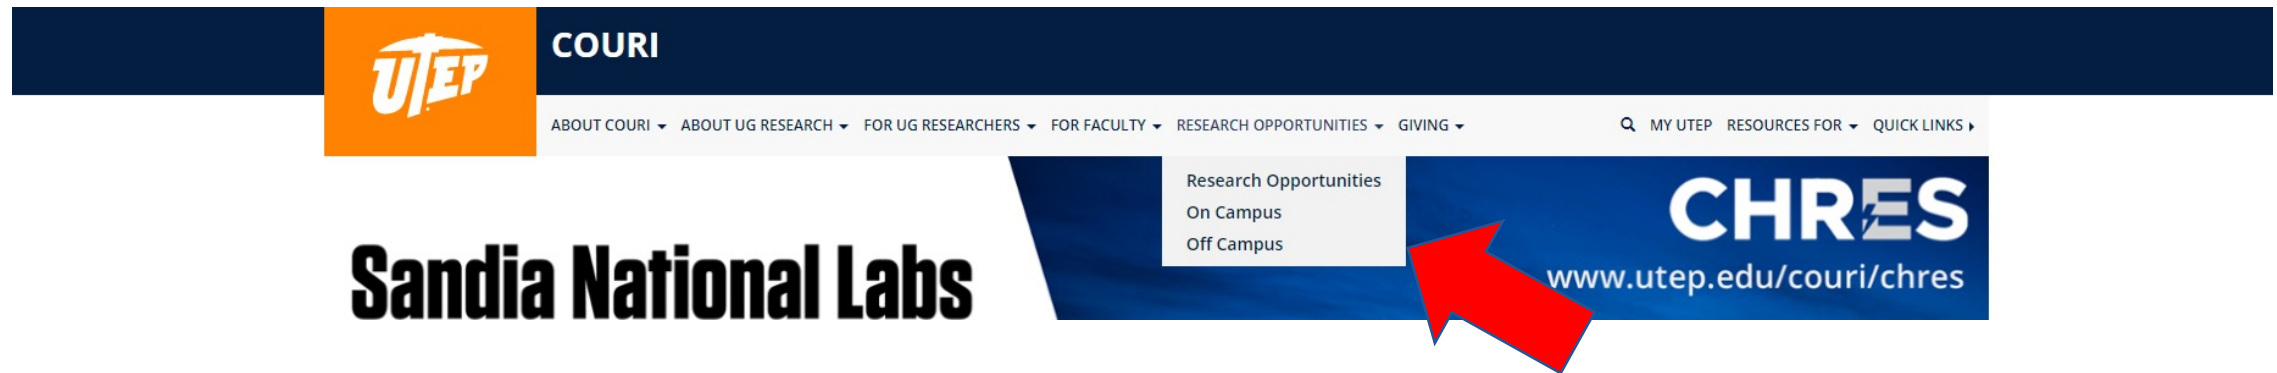 UTEP
COURI
ABOUT COURI ABOUT UG RESEARCH FOR UG RESEARCHERS FOR FACULTY RESEARCH OPPORTUNITIES GIVING MY UTEP RESOURCES FOR QUICK LINKS
Research Opportunities
On Campus
Off Campus
Sandia National Labs
CHRES
www.utep.edu/couri/chres